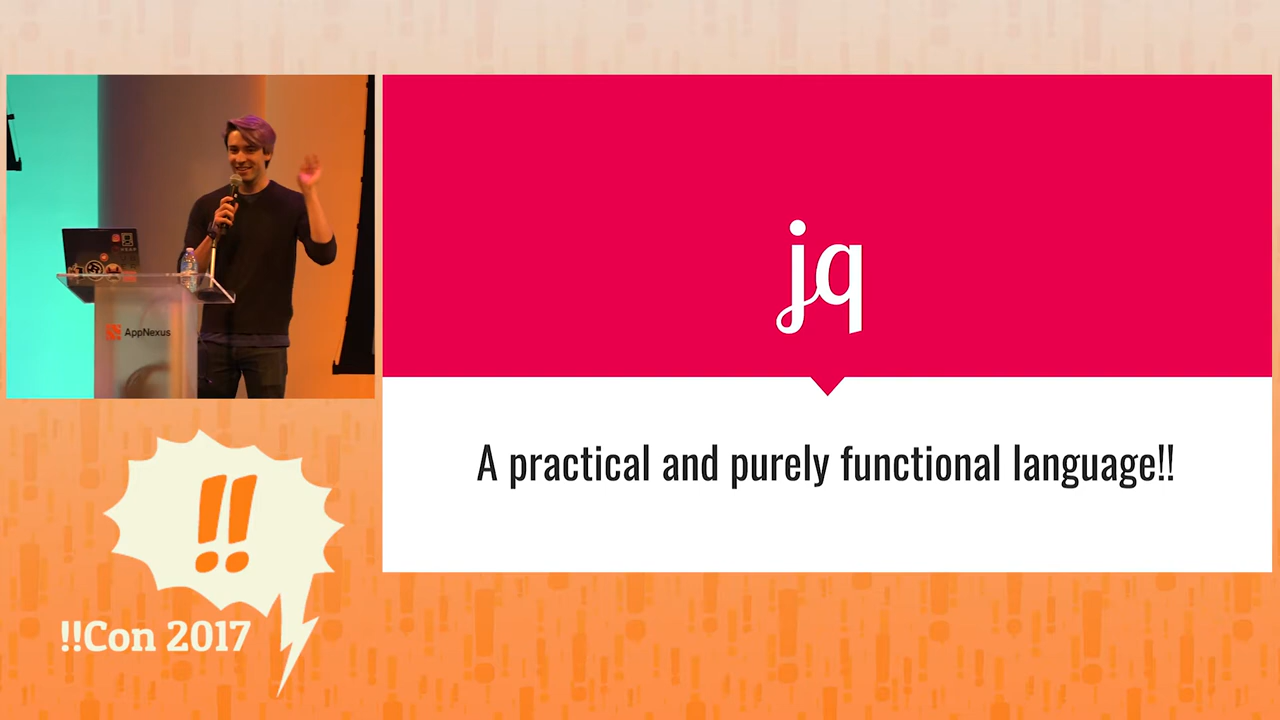 jq
A practical and purely functional language!!
AppNexus
!!
!!Con 2017